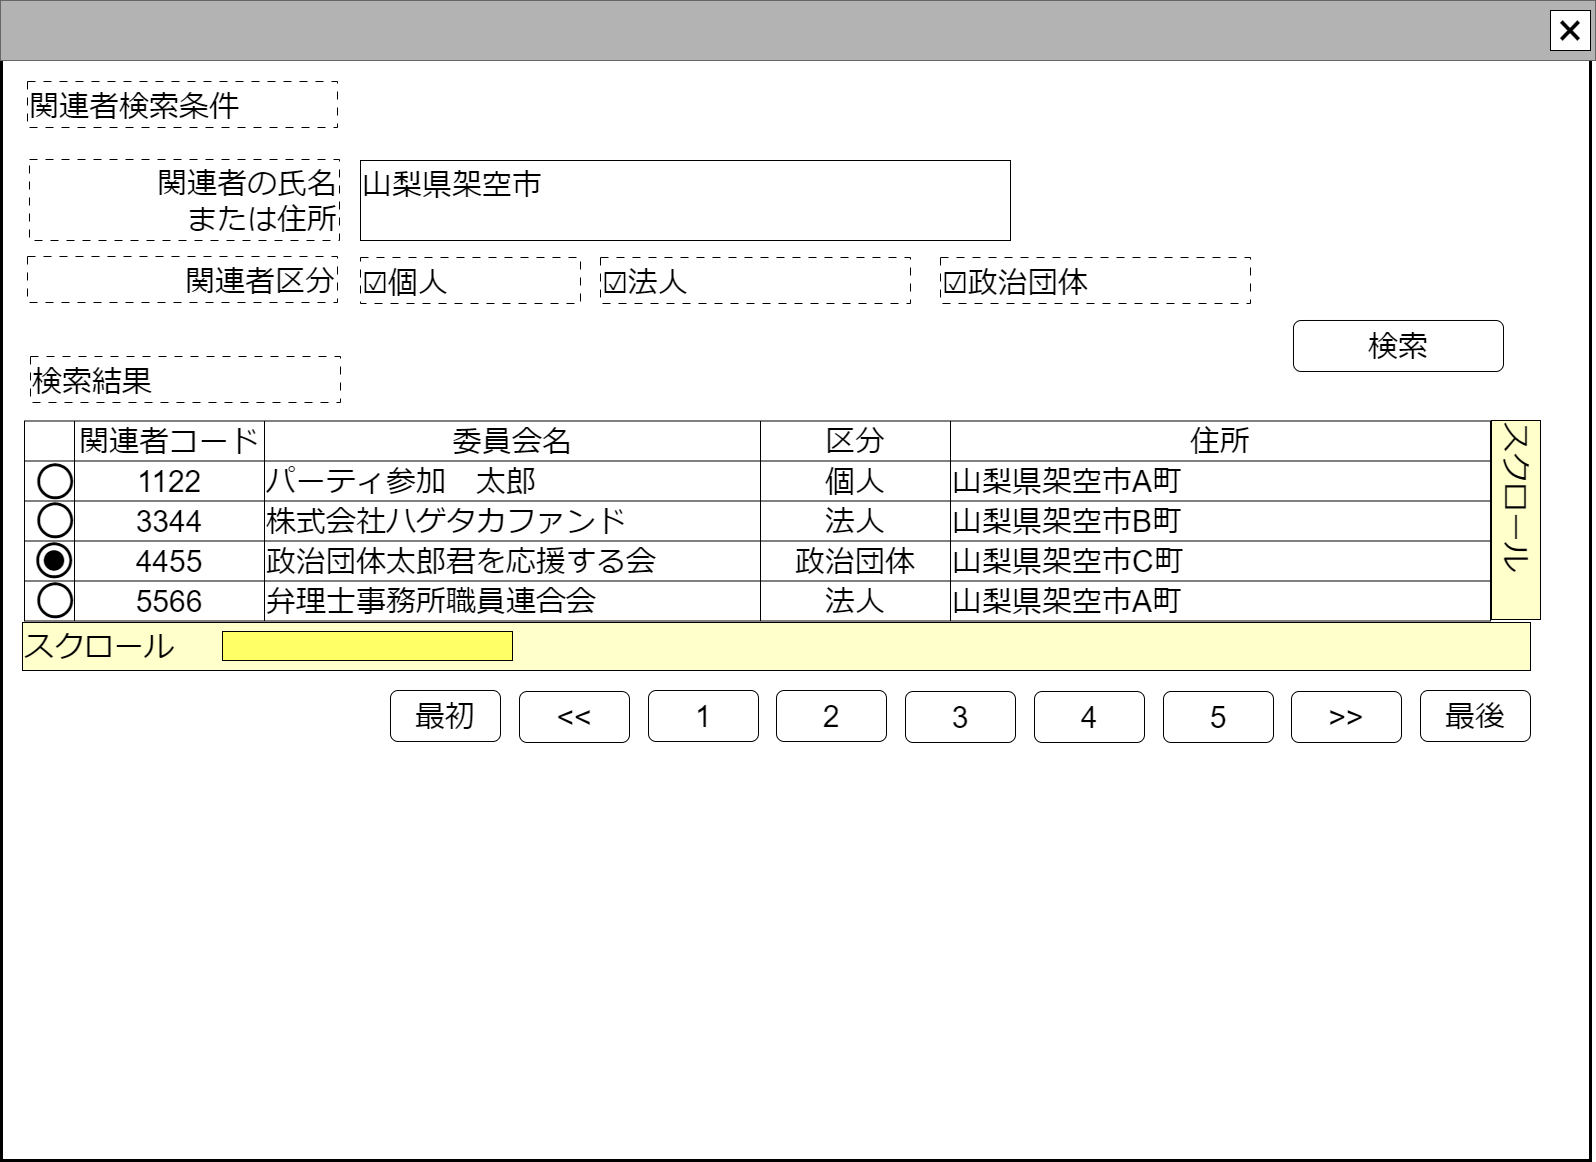 関連者検索条件
関連者の氏名
または住所
山梨県架空市
関連者区分 ☑個人 ☑法人 ☑政治団体
検索
検索結果
関連者コード 委員会名 区分 住所
1122 パーティ参加　太郎 個人 山梨県架空市A町
3344 株式会社ハゲタカファンド 法人 山梨県架空市B町
4455 政治団体太郎君を応援する会 政治団体 山梨県架空市C町
5566 弁理士事務所職員連合会 法人 山梨県架空市A町
スクロール
スクロール
最初 << 1 2 3 4 5 >> 最後